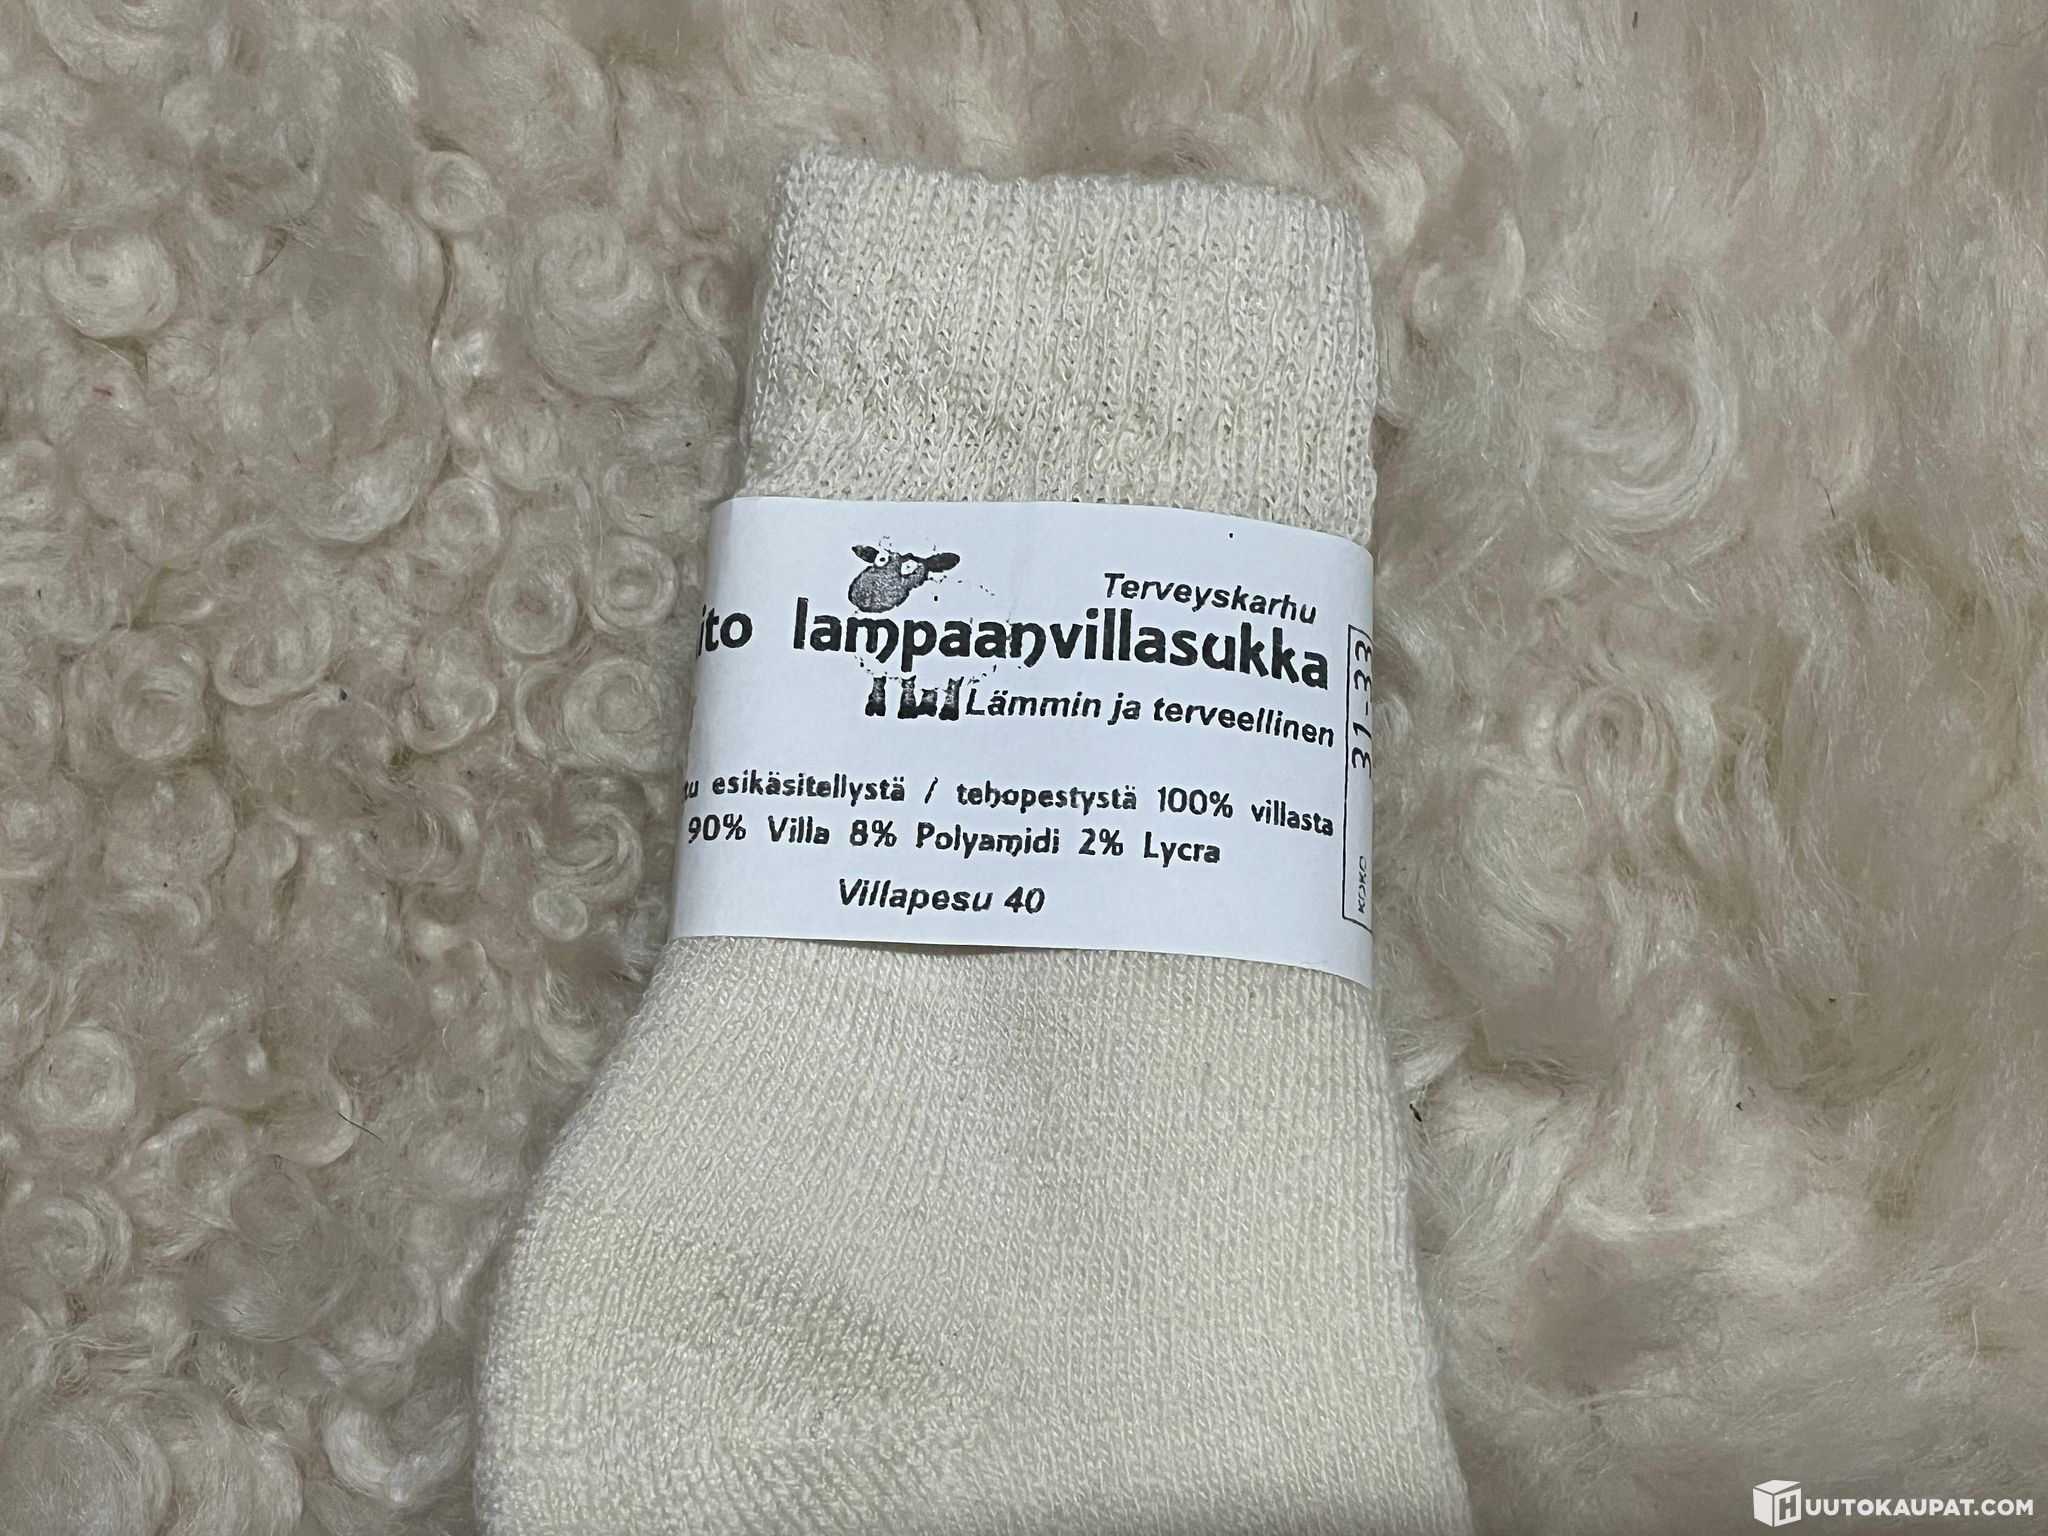 Terveyskarhu
lampaanvillasukka
Lämmin ja terveellinen
esikäsitellystä / tehopestystä 100% villasta
90% Villa 8% Polyamidi 2% Lycra
Villapesu 40
KOKO 31-33
HUUTOKAUPAT.COM